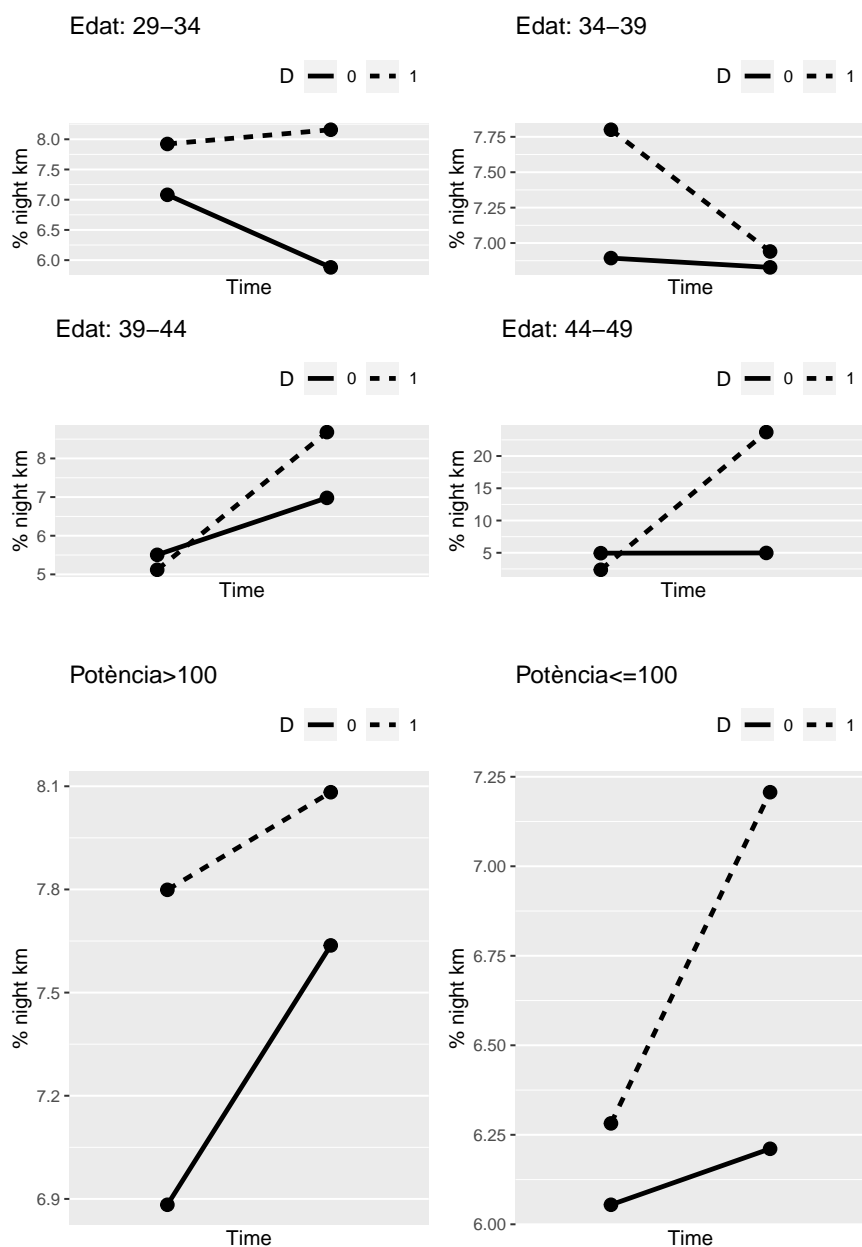 Edat: 29−34
D 0 1
8.0
7.5
7.0
6.5
6.0
% night km
Time
Edat: 34−39
D 0 1
7.75
7.50
7.25
7.00
% night km
Time
Edat: 39−44
D 0 1
8
7
6
5
% night km
Time
Edat: 44−49
D 0 1
20
15
10
5
% night km
Time
Potència>100
D 0 1
8.1
7.8
7.5
7.2
6.9
% night km
Time
Potència<=100
D 0 1
7.25
7.00
6.75
6.50
6.25
6.00
% night km
Time